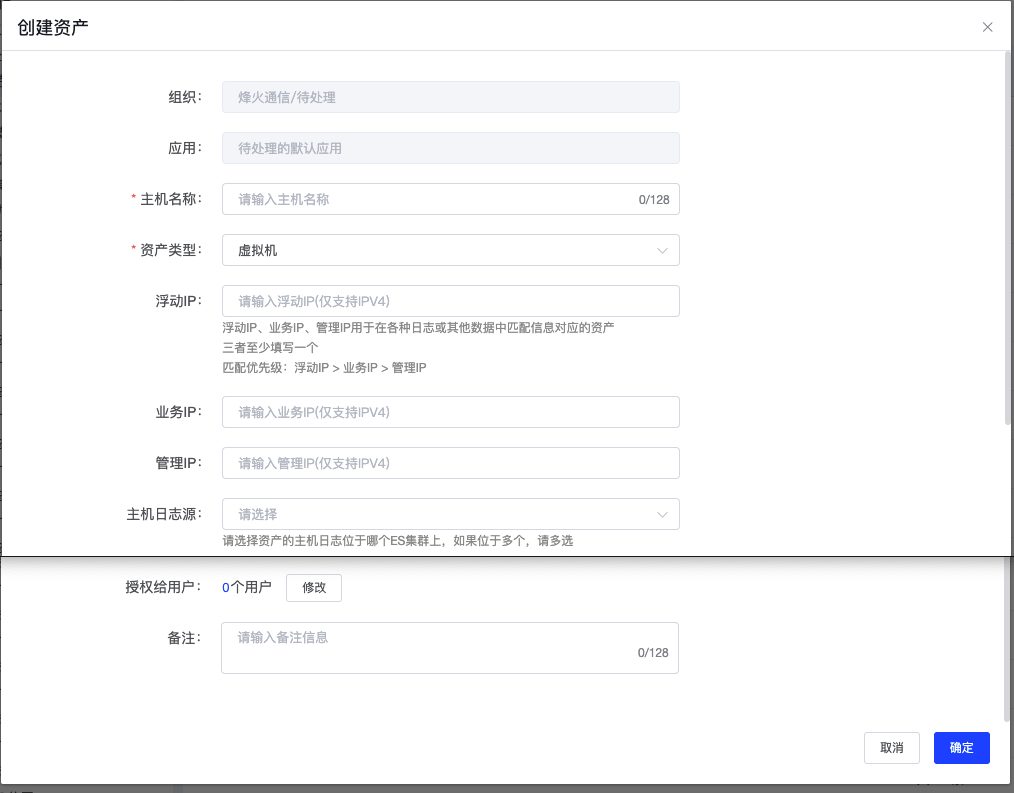 创建资产
组织：
烽火通信/待处理
应用：
待处理的默认应用
* 主机名称：
请输入主机名称
0/128
* 资产类型：
虚拟机
浮动IP：
请输入浮动IP(仅支持IPV4)
浮动IP、业务IP、管理IP用于在各种日志或其他数据中匹配信息对应的资产
三者至少填写一个
匹配优先级：浮动IP > 业务IP > 管理IP
业务IP：
请输入业务IP(仅支持IPV4)
管理IP：
请输入管理IP(仅支持IPV4)
主机日志源：
请选择
请选择资产的主机日志位于哪个ES集群上，如果位于多个，请多选
授权给用户：
0个用户
修改
备注：
请输入备注信息
0/128
取消
确定